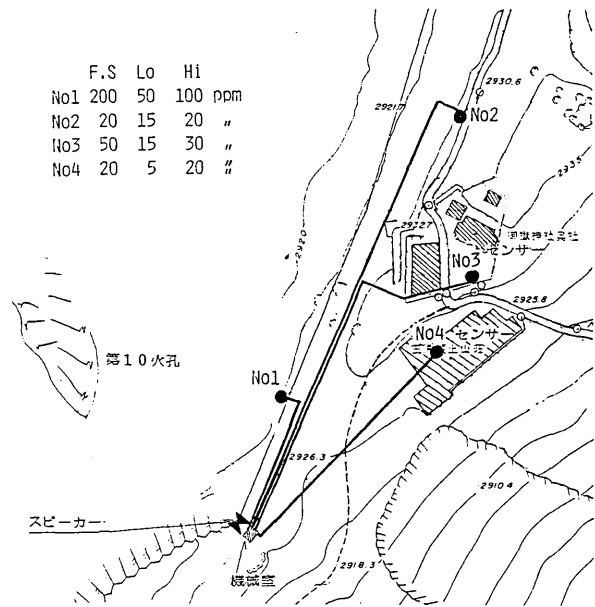 F.S Lo Hi
No1 200 50 100 ppm
No2 20 15 20 〃
No3 50 15 30 〃
No4 20 5 20 〃
2930.6
2921.7
No2
2935
2932.7
センサー
2920
No3
2925.8
No4 センサー
第10火孔
No1
2926.3
2910.4
スピーカー
機械室
2918.3